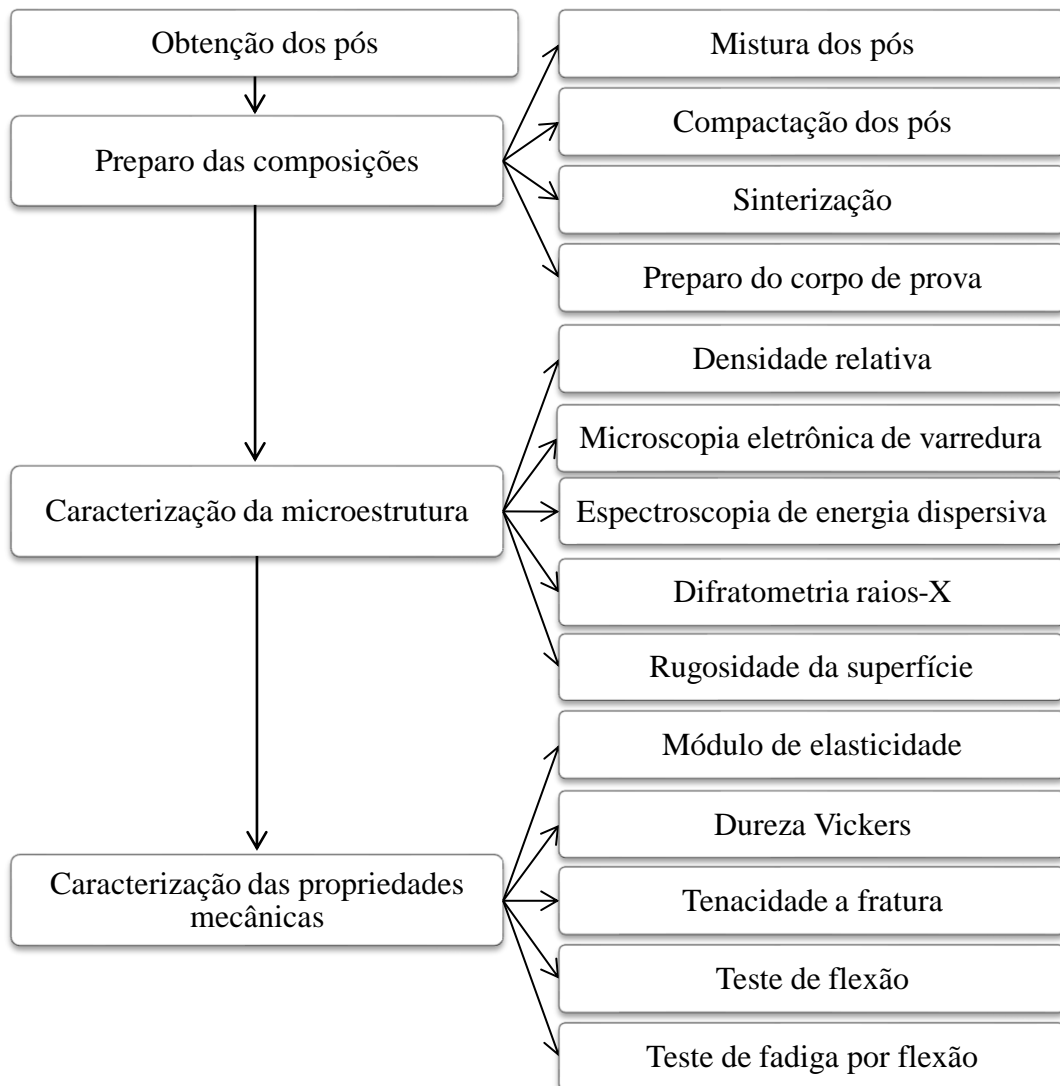 Obtenção dos pós
Preparo das composições
Mistura dos pós
Compactação dos pós
Sinterização
Preparo do corpo de prova
Caracterização da microestrutura
Densidade relativa
Microscopia eletrônica de varredura
Espectroscopia de energia dispersiva
Difratometria raios-X
Rugosidade da superfície
Caracterização das propriedades
mecânicas
Módulo de elasticidade
Dureza Vickers
Tenacidade a fratura
Teste de flexão
Teste de fadiga por flexão